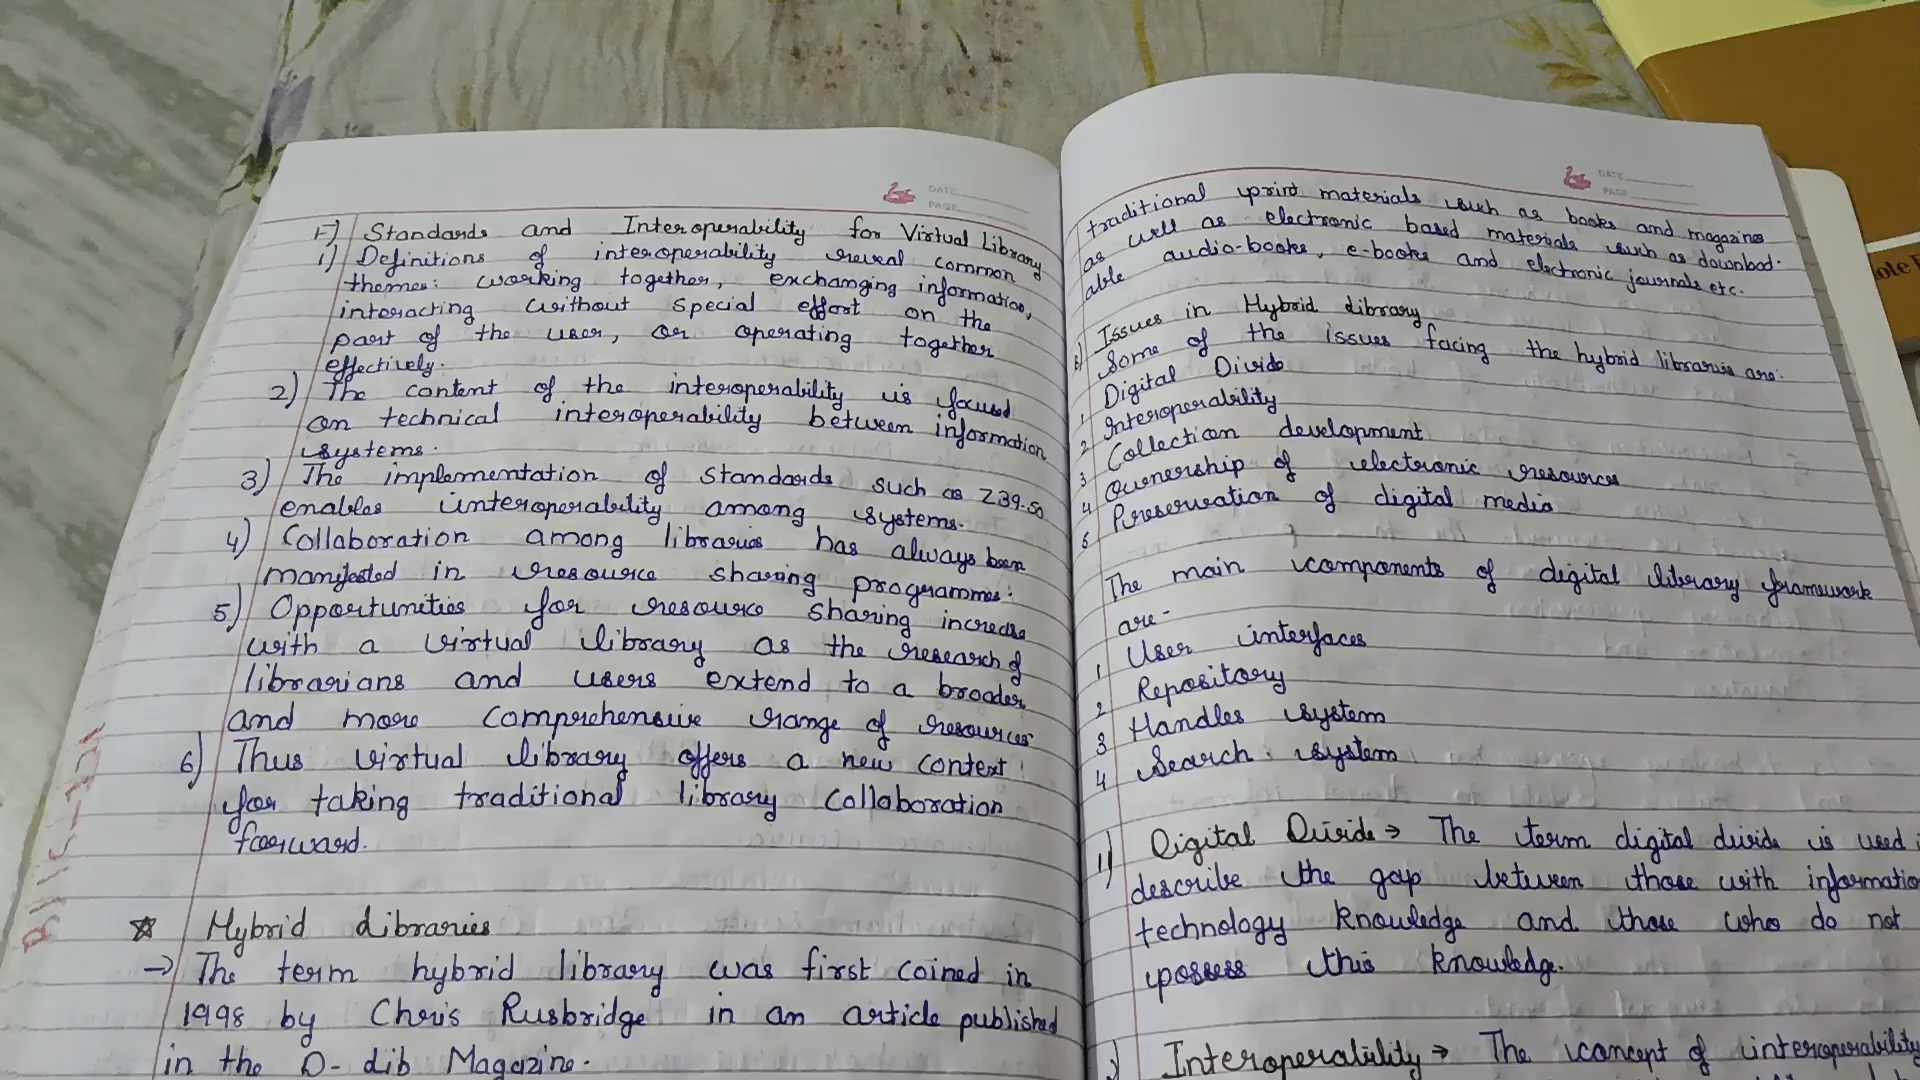 F) Standards and Interoperability for Virtual Library
1) Definitions of interoperability reveal common
themes: working together, exchanging information,
interacting without special effort on the
part of the user, or operating together
effectively.
2) The content of the interoperability is focused
on technical interoperability between information
systems.
3) The implementation of standards such as Z39.50
enables interoperability among systems.
4) Collaboration among libraries has always been
manifested in resource sharing programmes:
5) Opportunities for resource sharing increase
with a virtual library as the research of
librarians and users extend to a broader
and more comprehensive range of resources
6) Thus virtual library offers a new context
for taking traditional library collaboration
forward.
☆ Hybrid Libraries
→ The term hybrid library was first coined in
1998 by Chris Rusbridge in an article published
in the D-Lib Magazine.
DATE
PAGE
traditional print materials such as books and magazines
as well as electronic based materials such as download-
able audio-books, e-books and electronic journals etc.
Issues in Hybrid library
Some of the issues facing the hybrid libraries are:
1 Digital Divide
2 Interoperability
3 Collection development
4 Ownership of electronic resources
5 Preservation of digital media
The main components of digital library framework
are-
1 User interfaces
2 Repository
3 Handles system
4 Search system
1) Digital Divide → The term digital divide is used
describe the gap between those with informatio
technology knowledge and those who do not
possess this knowledge.
Interoperability → The concept of interoperability
DATE
PAGE